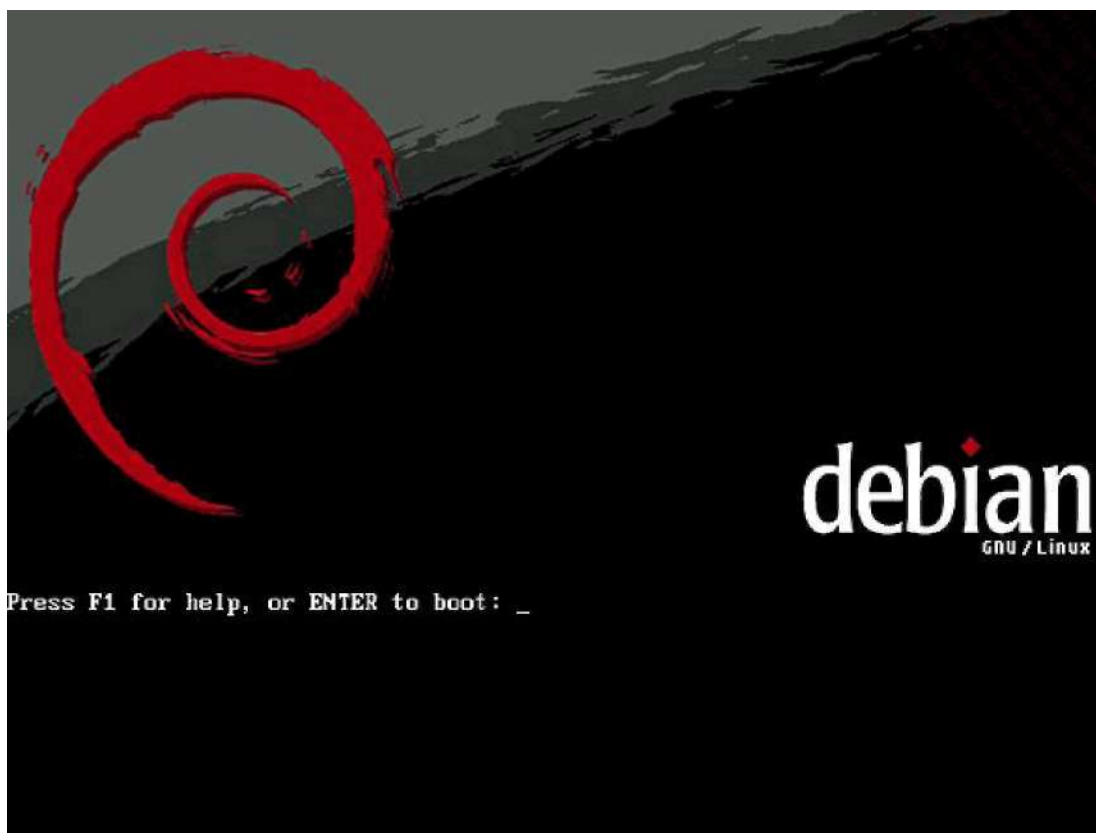 debian
GNU/Linux
Press F1 for help, or ENTER to boot: _